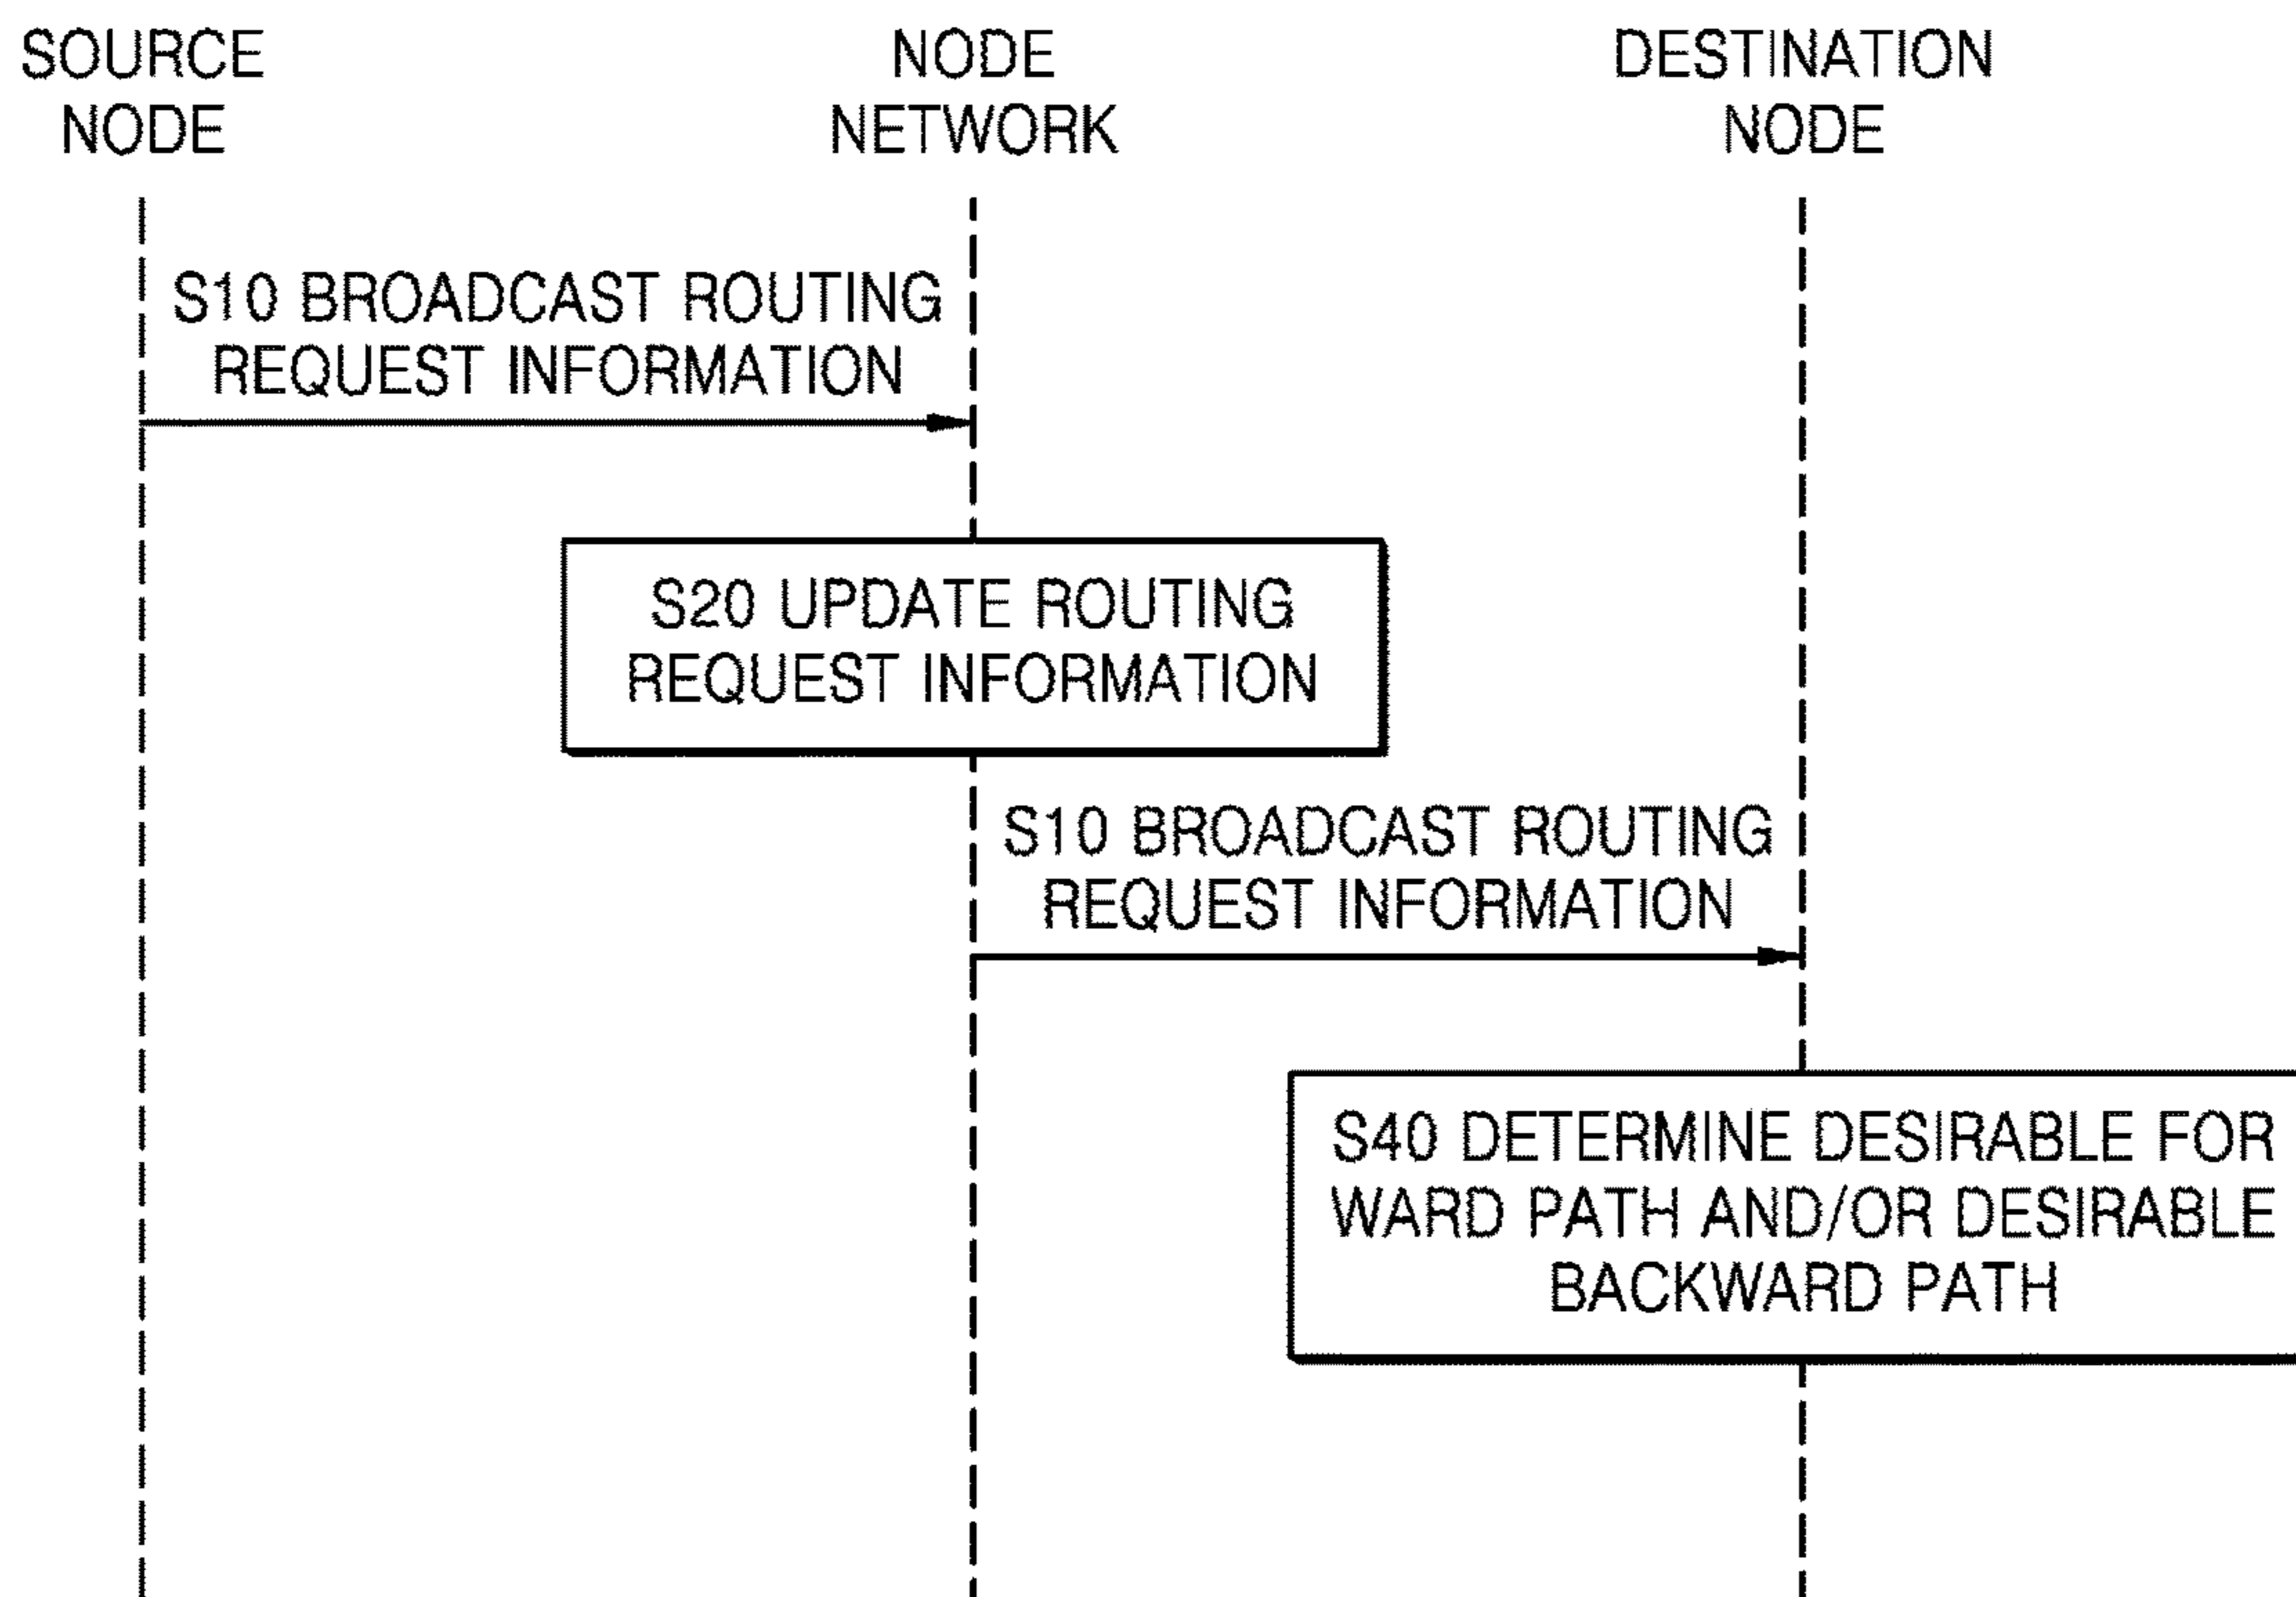 SOURCE
NODE
NODE
NETWORK
DESTINATION
NODE
S10 BROADCAST ROUTING
REQUEST INFORMATION
S20 UPDATE ROUTING
REQUEST INFORMATION
S10 BROADCAST ROUTING
REQUEST INFORMATION
S40 DETERMINE DESIRABLE FOR
WARD PATH AND/OR DESIRABLE
BACKWARD PATH